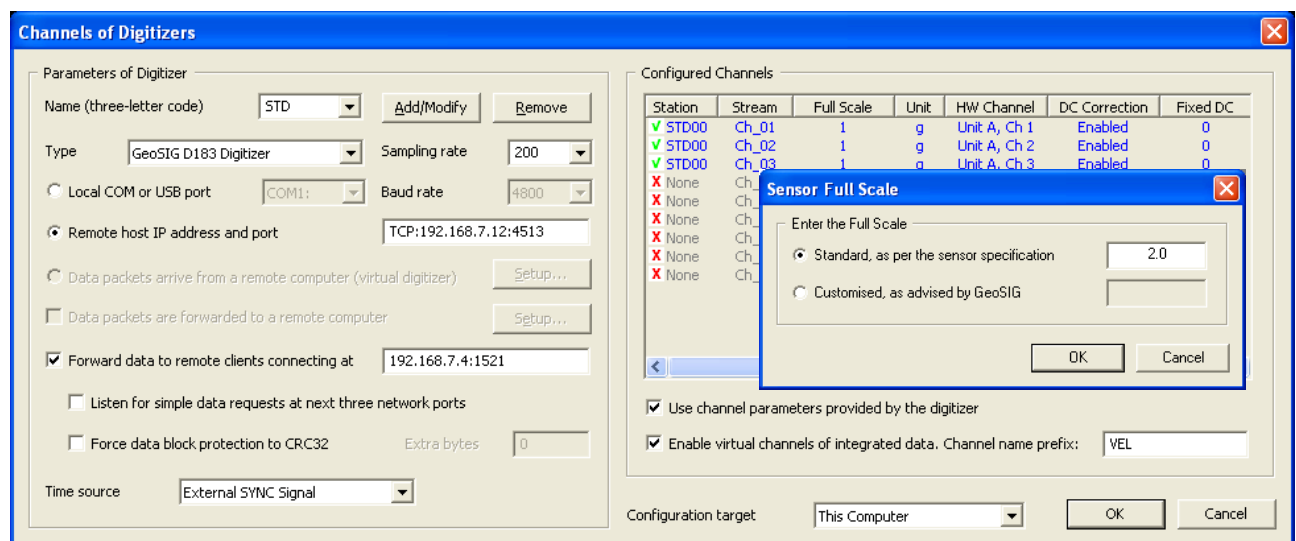 Channels of Digitizers
Parameters of Digitizer
Name (three-letter code) STD Add/Modify Remove
Type GeoSIG D183 Digitizer Sampling rate 200
Local COM or USB port COM1: Baud rate 4800
Remote host IP address and port TCP:192.168.7.12:4513
Data packets arrive from a remote computer (virtual digitizer) Setup...
Data packets are forwarded to a remote computer Setup...
Forward data to remote clients connecting at 192.168.7.4:1521
Listen for simple data requests at next three network ports
Force data block protection to CRC32 Extra bytes 0
Time source External SYNC Signal
Configured Channels
Station Stream Full Scale Unit HW Channel DC Correction Fixed DC
STD00 Ch_01 1 g Unit A, Ch 1 Enabled 0
STD00 Ch_02 1 g Unit A, Ch 2 Enabled 0
STD00 Ch_03 1 g Unit A, Ch 3 Enabled 0
X None Ch_
X None Ch_
X None Ch_
X None Ch_
X None Ch_
X None Ch_
Sensor Full Scale
Enter the Full Scale
Standard, as per the sensor specification 2.0
Customised, as advised by GeoSIG
OK Cancel
Use channel parameters provided by the digitizer
Enable virtual channels of integrated data. Channel name prefix: VEL
Configuration target This Computer OK Cancel